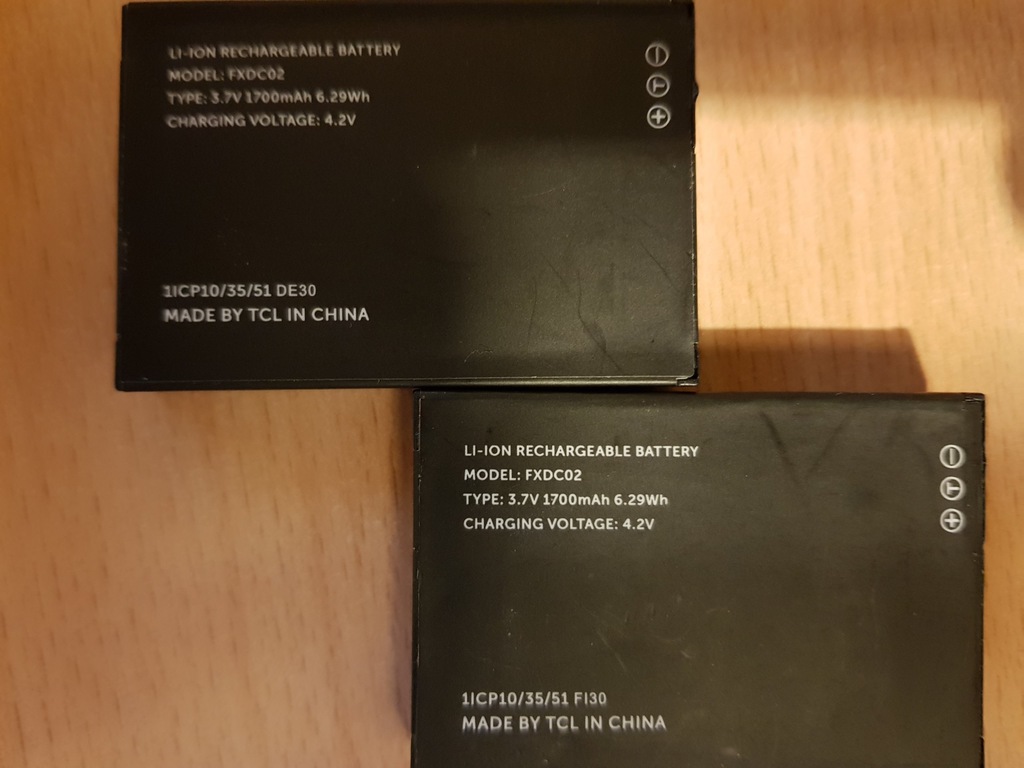 LI-ION RECHARGEABLE BATTERY
MODEL: FXDC02
TYPE: 3.7V 1700mAh 6.29Wh
CHARGING VOLTAGE: 4.2V
1ICP10/35/51 DE30
MADE BY TCL IN CHINA
LI-ION RECHARGEABLE BATTERY
MODEL: FXDC02
TYPE: 3.7V 1700mAh 6.29Wh
CHARGING VOLTAGE: 4.2V
1ICP10/35/51 FI30
MADE BY TCL IN CHINA